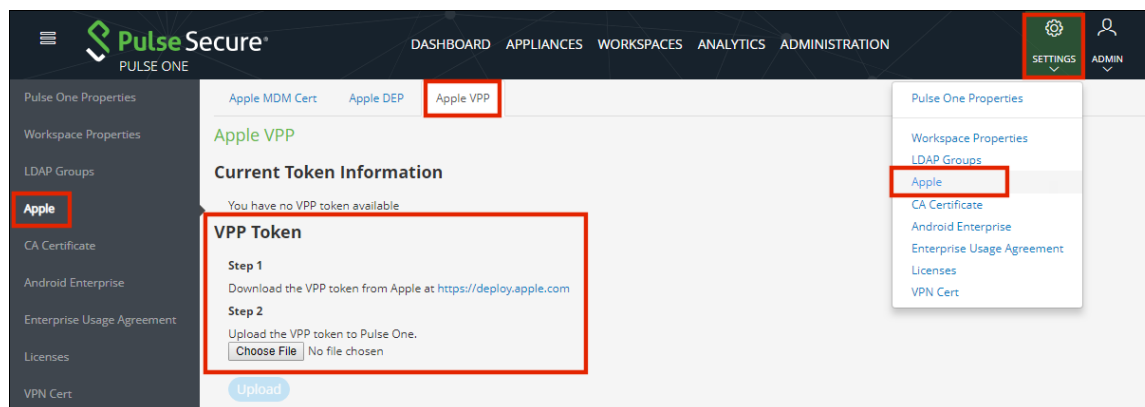 Pulse Secure®
PULSE ONE
DASHBOARD APPLIANCES WORKSPACES ANALYTICS ADMINISTRATION
SETTINGS
ADMIN
Pulse One Properties
Workspace Properties
LDAP Groups
Apple
CA Certificate
Android Enterprise
Enterprise Usage Agreement
Licenses
VPN Cert
Apple MDM Cert Apple DEP Apple VPP
Apple VPP
Current Token Information
You have no VPP token available
VPP Token
Step 1
Download the VPP token from Apple at https://deploy.apple.com
Step 2
Upload the VPP token to Pulse One.
Choose File No file chosen
Upload
Pulse One Properties
Workspace Properties
LDAP Groups
Apple
CA Certificate
Android Enterprise
Enterprise Usage Agreement
Licenses
VPN Cert